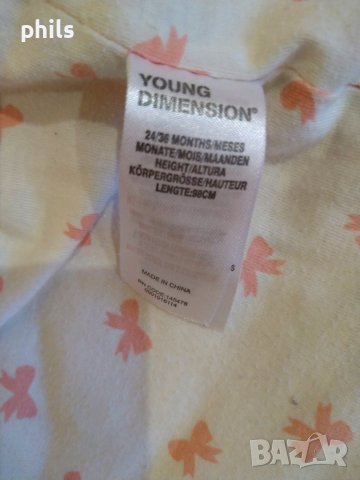 phils
YOUNG
DIMENSION®
24/36 MONTHS/MESES
MONATE/MOIS/MAANDEN
HEIGHT/ALTURA
KÖRPERGRÖSSE/HAUTEUR
LENGTE:98CM
S
MADE IN CHINA
BAZAR